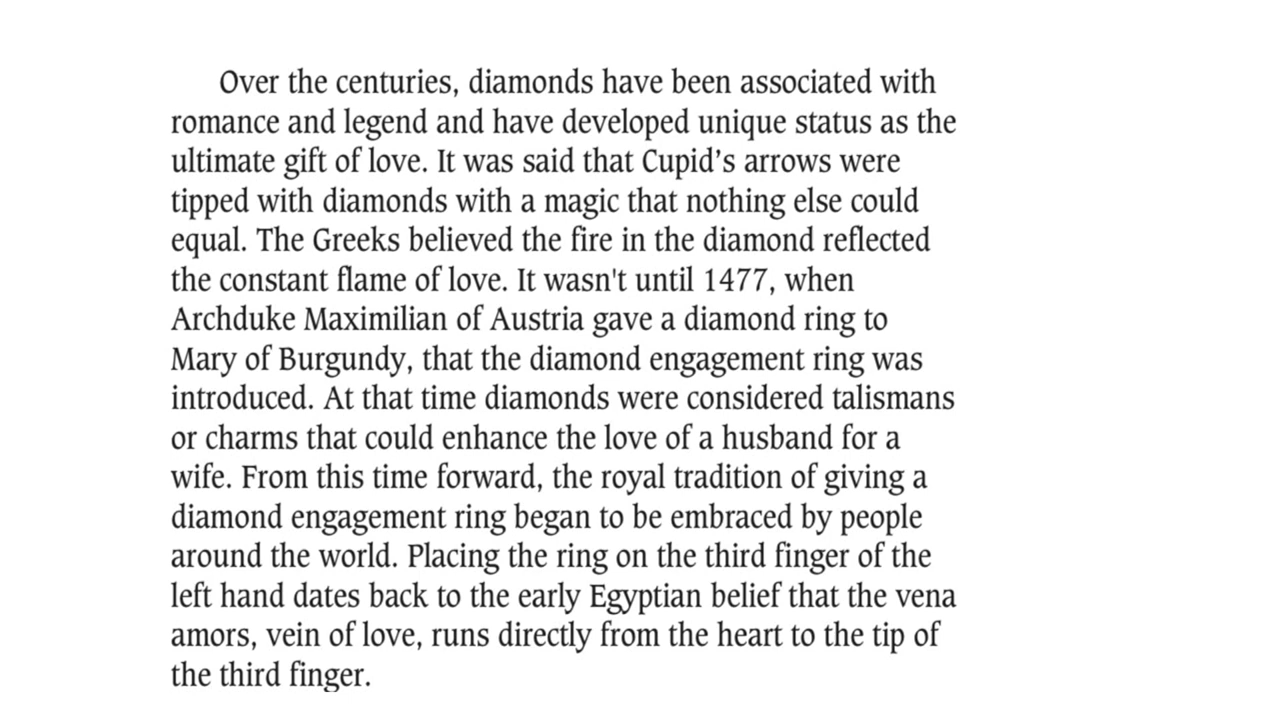 Over the centuries, diamonds have been associated with
romance and legend and have developed unique status as the
ultimate gift of love. It was said that Cupid’s arrows were
tipped with diamonds with a magic that nothing else could
equal. The Greeks believed the fire in the diamond reflected
the constant flame of love. It wasn't until 1477, when
Archduke Maximilian of Austria gave a diamond ring to
Mary of Burgundy, that the diamond engagement ring was
introduced. At that time diamonds were considered talismans
or charms that could enhance the love of a husband for a
wife. From this time forward, the royal tradition of giving a
diamond engagement ring began to be embraced by people
around the world. Placing the ring on the third finger of the
left hand dates back to the early Egyptian belief that the vena
amors, vein of love, runs directly from the heart to the tip of
the third finger.